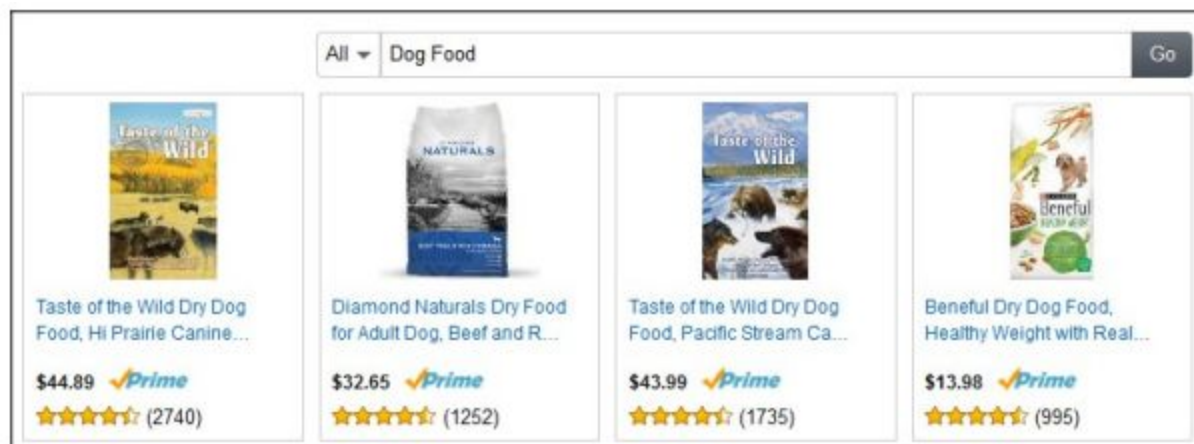 All Dog Food Go
Taste of the
Wild
DIAMOND
NATURALS
Taste of the
Wild
Beneful
HEALTHY WEIGHT
Taste of the Wild Dry Dog
Food, Hi Prairie Canine...
Diamond Naturals Dry Food
for Adult Dog, Beef and R...
Taste of the Wild Dry Dog
Food, Pacific Stream Ca...
Beneful Dry Dog Food,
Healthy Weight with Real...
$44.89 Prime
$32.65 Prime
$43.99 Prime
$13.98 Prime
(2740)
(1252)
(1735)
(995)